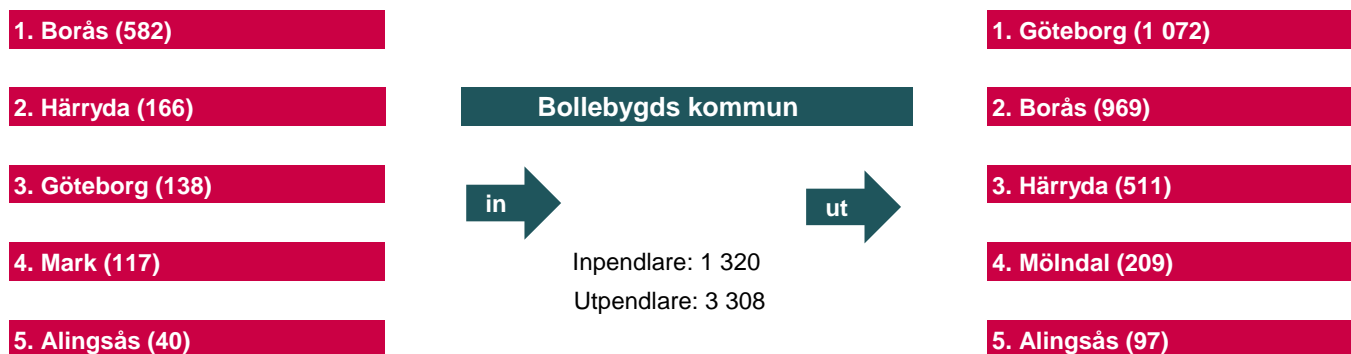 1. Borås (582)
2. Härryda (166)
3. Göteborg (138)
4. Mark (117)
5. Alingsås (40)
Bollebygds kommun
in
ut
Inpendlare: 1 320
Utpendlare: 3 308
1. Göteborg (1 072)
2. Borås (969)
3. Härryda (511)
4. Mölndal (209)
5. Alingsås (97)